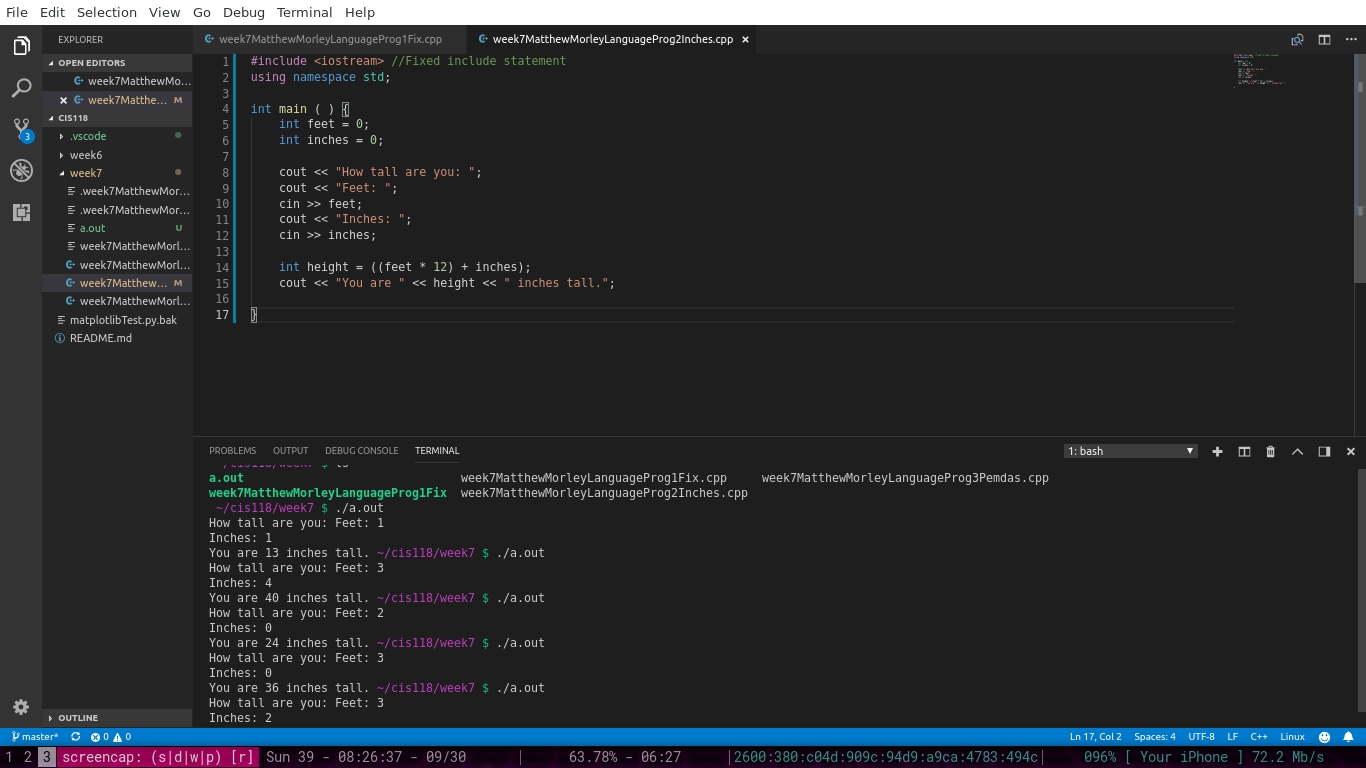 File Edit Selection View Go Debug Terminal Help
EXPLORER
OPEN EDITORS
week7MatthewMo...
week7Matthe... M
CIS118
.vscode
week6
week7
.week7MatthewMor...
.week7MatthewMor...
a.out U
week7MatthewMorl...
week7MatthewMorl...
week7Matthew... M
week7MatthewMorl...
matplotlibTest.py.bak
README.md
OUTLINE
3
week7MatthewMorleyLanguageProg1Fix.cpp week7MatthewMorleyLanguageProg2Inches.cpp
1 #include <iostream> //Fixed include statement
2 using namespace std;
3
4 int main ( ) {
5 int feet = 0;
6 int inches = 0;
7
8 cout << "How tall are you: ";
9 cout << "Feet: ";
10 cin >> feet;
11 cout << "Inches: ";
12 cin >> inches;
13
14 int height = ((feet * 12) + inches);
15 cout << "You are " << height << " inches tall.";
16
17 }
PROBLEMS OUTPUT DEBUG CONSOLE TERMINAL 1: bash
a.out week7MatthewMorleyLanguageProg1Fix.cpp week7MatthewMorleyLanguageProg3Pemdas.cpp
week7MatthewMorleyLanguageProg1Fix week7MatthewMorleyLanguageProg2Inches.cpp
~/cis118/week7 $ ./a.out
How tall are you: Feet: 1
Inches: 1
You are 13 inches tall. ~/cis118/week7 $ ./a.out
How tall are you: Feet: 3
Inches: 4
You are 40 inches tall. ~/cis118/week7 $ ./a.out
How tall are you: Feet: 2
Inches: 0
You are 24 inches tall. ~/cis118/week7 $ ./a.out
How tall are you: Feet: 3
Inches: 0
You are 36 inches tall. ~/cis118/week7 $ ./a.out
How tall are you: Feet: 3
Inches: 2
master* 0 0 Ln 17, Col 2 Spaces: 4 UTF-8 LF C++ Linux
1 2 3 screencap: (s|d|w|p) [r] Sun 39 - 08:26:37 - 09/30 | 63.78% - 06:27 |2600:380:c04d:909c:94d9:a9ca:4783:494c| 096% [ Your iPhone ] 72.2 Mb/s